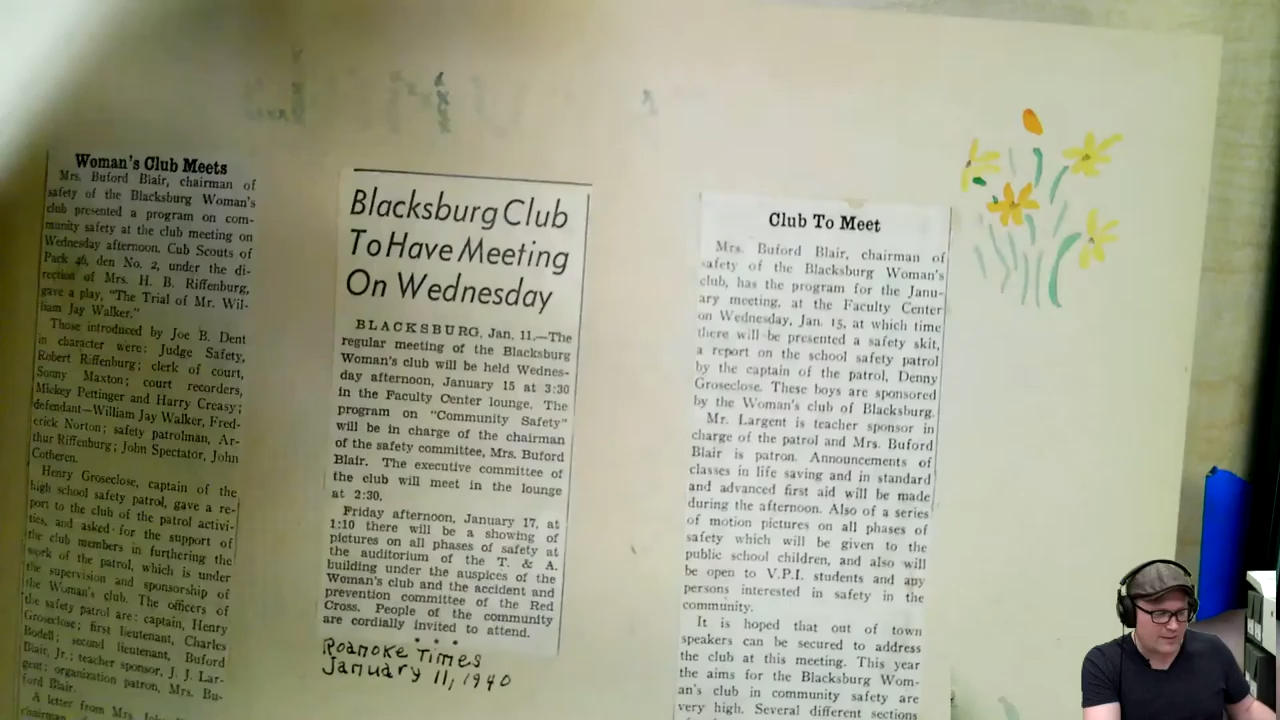 Woman's Club Meets
Mrs. Buford Blair, chairman of
safety of the Blacksburg Woman's
club presented a program on com-
munity safety at the club meeting on
Wednesday afternoon. Cub Scouts of
Pack 46, den No. 2, under the di-
rection of Mrs. H. B. Riffenburg,
gave a play, "The Trial of Mr. Wil-
liam Jay Walker."
Those introduced by Joe B. Dent
in character were: Judge Safety,
Robert Riffenburg; clerk of court,
Sonny Maxton; court recorders,
Mickey Pettinger and Harry Creasy;
defendant—William Jay Walker, Fred-
erick Norton; safety patrolman, Ar-
thur Riffenburg; John Spectator, John
Cotheren.
Henry Groseclose, captain of the
high school safety patrol, gave a re-
port to the club of the patrol activi-
ties, and asked for the support of
the club members in furthering the
work of the patrol, which is under
the supervision and sponsorship of
the Woman's club. The officers of
the safety patrol are: captain, Henry
Groseclose; first lieutenant, Charles
Bodell; second lieutenant, Buford
Blair, Jr.; teacher sponsor, J. J. Lar-
gent; organization patron, Mrs. Bu-
ford Blair.
A letter from Mrs.
Blacksburg Club
To Have Meeting
On Wednesday
BLACKSBURG, Jan. 11.—The
regular meeting of the Blacksburg
Woman's club will be held Wednes-
day afternoon, January 15 at 3:30
in the Faculty Center lounge. The
program on "Community Safety"
will be in charge of the chairman
of the safety committee, Mrs. Buford
Blair. The executive committee of
the club will meet in the lounge
at 2:30.
Friday afternoon, January 17, at
1:10 there will be a showing of
pictures on all phases of safety at
the auditorium of the T. & A.
building under the auspices of the
Woman's club and the accident and
prevention committee of the Red
Cross. People of the community
are cordially invited to attend.
Roanoke Times
January 11, 1940
Club To Meet
Mrs. Buford Blair, chairman of
safety of the Blacksburg Woman's
club, has the program for the Janu-
ary meeting, at the Faculty Center
on Wednesday, Jan. 15, at which time
there will be presented a safety skit,
a report on the school safety patrol
by the captain of the patrol, Denny
Groseclose. These boys are sponsored
by the Woman's club of Blacksburg.
Mr. Largent is teacher sponsor in
charge of the patrol and Mrs. Buford
Blair is patron. Announcements of
classes in life saving and in standard
and advanced first aid will be made
during the afternoon. Also of a series
of motion pictures on all phases of
safety which will be given to the
public school children, and also will
be open to V.P.I. students and any
persons interested in safety in the
community.
It is hoped that out of town
speakers can be secured to address
the club at this meeting. This year
the aims for the Blacksburg Wom-
an's club in community safety are
very high. Several different sections